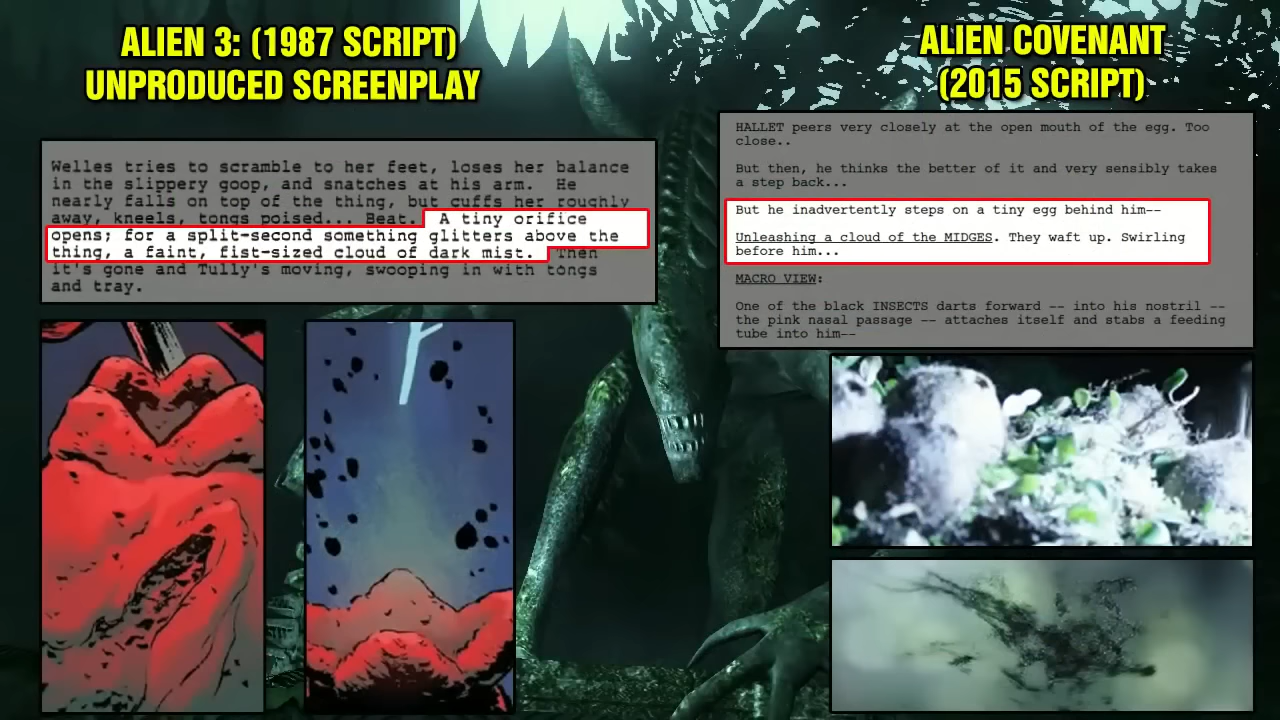 ALIEN 3: (1987 SCRIPT)
UNPRODUCED SCREENPLAY
Welles tries to scramble to her feet, loses her balance
in the slippery goop, and snatches at his arm. He
nearly falls on top of the thing, but cuffs her roughly
away, kneels, tongs poised... Beat. A tiny orifice
opens; for a split-second something glitters above the
thing, a faint, fist-sized cloud of dark mist. Then
it's gone and Tully's moving, swooping in with tongs
and tray.
ALIEN COVENANT
(2015 SCRIPT)
HALLET peers very closely at the open mouth of the egg. Too
close..
But then, he thinks the better of it and very sensibly takes
a step back...
But he inadvertently steps on a tiny egg behind him--
Unleashing a cloud of the MIDGES. They waft up. Swirling
before him...
MACRO VIEW:
One of the black INSECTS darts forward -- into his nostril --
the pink nasal passage -- attaches itself and stabs a feeding
tube into him--